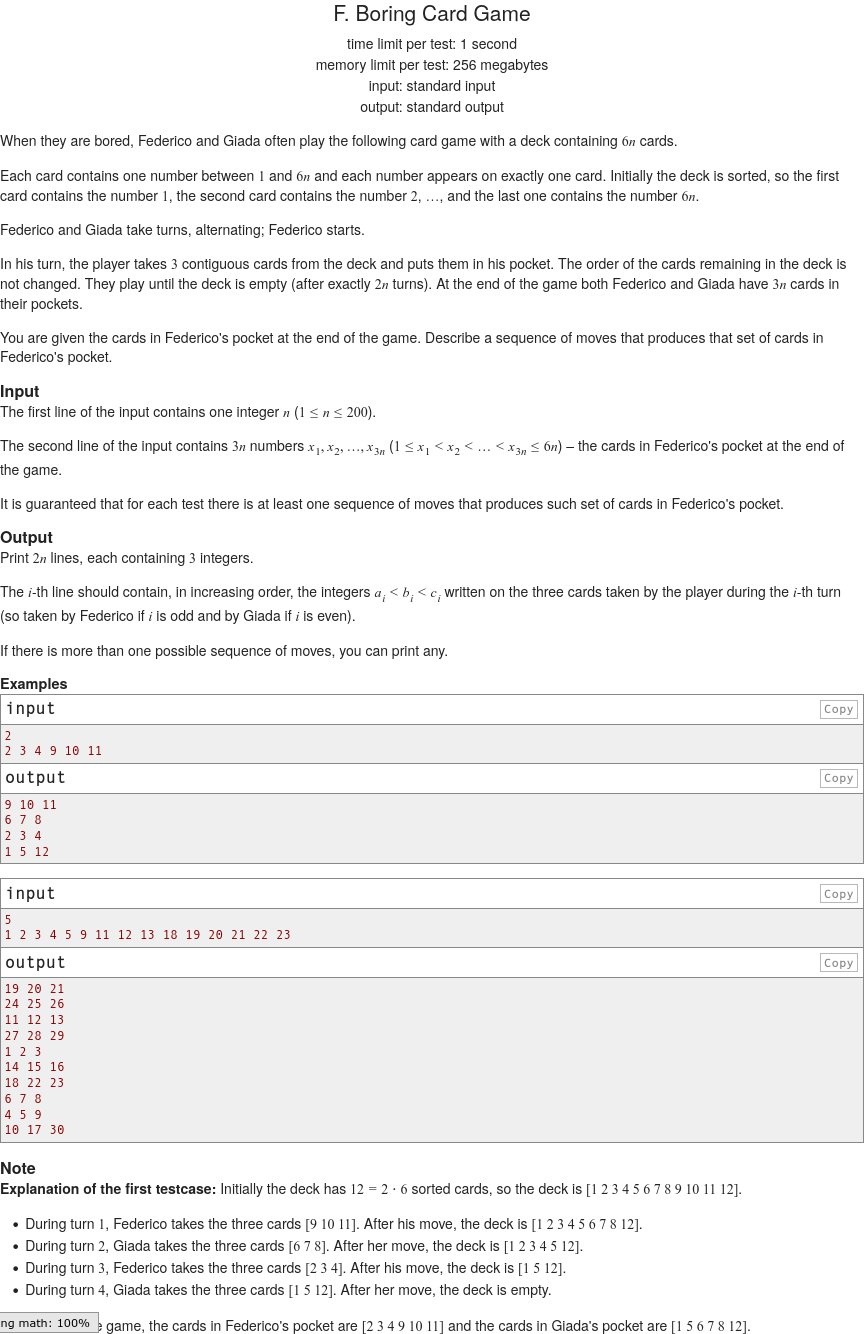 F. Boring Card Game
time limit per test: 1 second
memory limit per test: 256 megabytes
input: standard input
output: standard output
When they are bored, Federico and Giada often play the following card game with a deck containing 6n cards.
Each card contains one number between 1 and 6n and each number appears on exactly one card. Initially the deck is sorted, so the first
card contains the number 1, the second card contains the number 2, …, and the last one contains the number 6n.
Federico and Giada take turns, alternating; Federico starts.
In his turn, the player takes 3 contiguous cards from the deck and puts them in his pocket. The order of the cards remaining in the deck is
not changed. They play until the deck is empty (after exactly 2n turns). At the end of the game both Federico and Giada have 3n cards in
their pockets.
You are given the cards in Federico's pocket at the end of the game. Describe a sequence of moves that produces that set of cards in
Federico's pocket.
Input
The first line of the input contains one integer n (1 ≤ n ≤ 200).
The second line of the input contains 3n numbers x₁, x₂, …, x₃ₙ (1 ≤ x₁ < x₂ < … < x₃ₙ ≤ 6n) – the cards in Federico's pocket at the end of
the game.
It is guaranteed that for each test there is at least one sequence of moves that produces such set of cards in Federico's pocket.
Output
Print 2n lines, each containing 3 integers.
The i-th line should contain, in increasing order, the integers aᵢ < bᵢ < cᵢ written on the three cards taken by the player during the i-th turn
(so taken by Federico if i is odd and by Giada if i is even).
If there is more than one possible sequence of moves, you can print any.
Examples
input Copy
2
2 3 4 9 10 11
output Copy
9 10 11
6 7 8
2 3 4
1 5 12
input Copy
5
1 2 3 4 5 9 11 12 13 18 19 20 21 22 23
output Copy
19 20 21
24 25 26
11 12 13
27 28 29
1 2 3
14 15 16
18 22 23
6 7 8
4 5 9
10 17 30
Note
Explanation of the first testcase: Initially the deck has 12 = 2 · 6 sorted cards, so the deck is [1 2 3 4 5 6 7 8 9 10 11 12].
• During turn 1, Federico takes the three cards [9 10 11]. After his move, the deck is [1 2 3 4 5 6 7 8 12].
• During turn 2, Giada takes the three cards [6 7 8]. After her move, the deck is [1 2 3 4 5 12].
• During turn 3, Federico takes the three cards [2 3 4]. After his move, the deck is [1 5 12].
• During turn 4, Giada takes the three cards [1 5 12]. After her move, the deck is empty.
ng math: 100% game, the cards in Federico's pocket are [2 3 4 9 10 11] and the cards in Giada's pocket are [1 5 6 7 8 12].